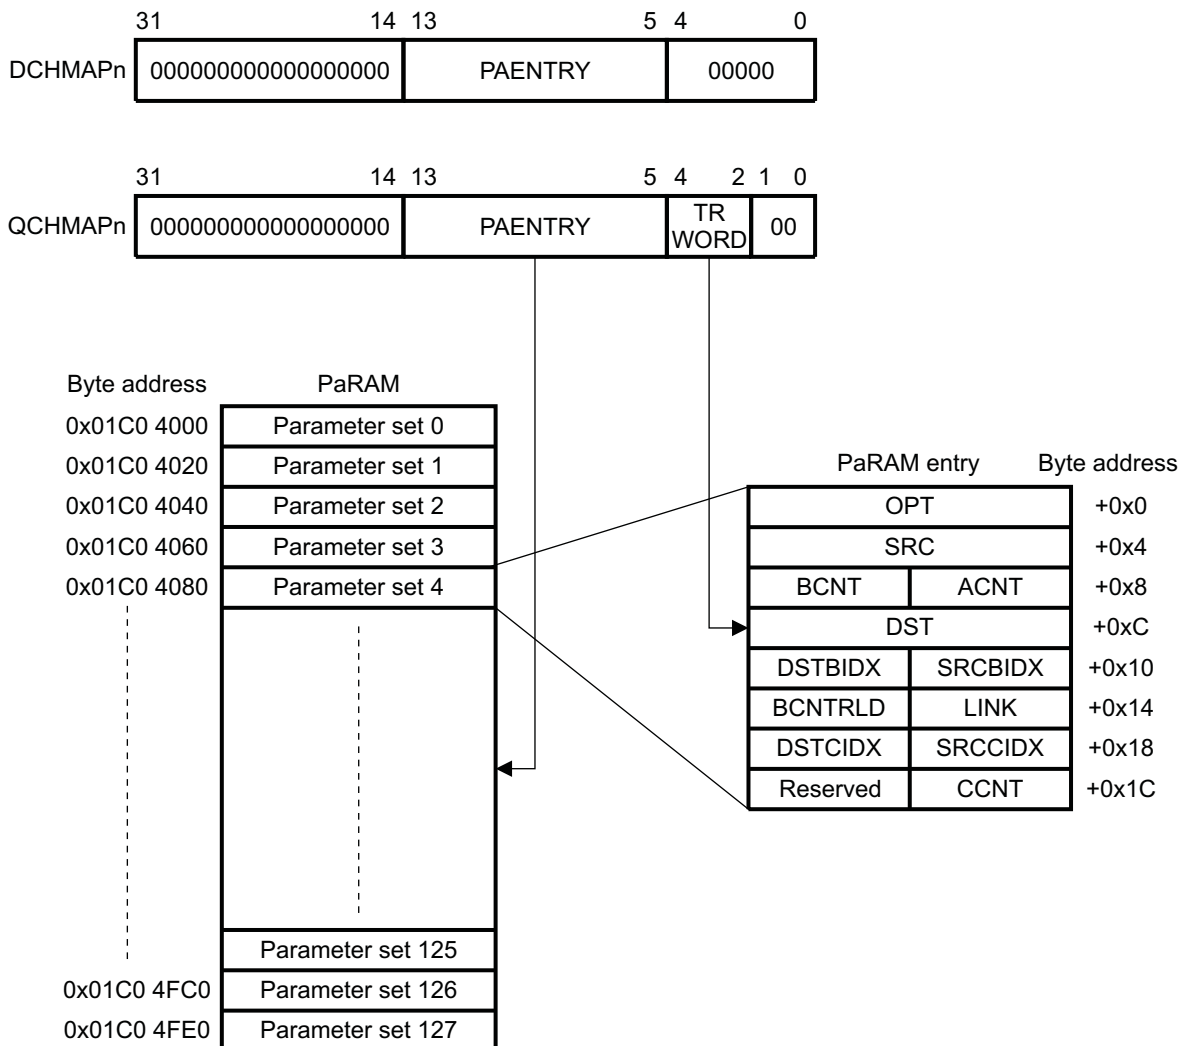 31 14 13 5 4 0
DCHMAPn 000000000000000000 PAENTRY 00000
31 14 13 5 4 2 1 0
QCHMAPn 000000000000000000 PAENTRY TR WORD 00
Byte address PaRAM
0x01C0 4000 Parameter set 0
0x01C0 4020 Parameter set 1
0x01C0 4040 Parameter set 2
0x01C0 4060 Parameter set 3
0x01C0 4080 Parameter set 4
Parameter set 125
0x01C0 4FC0 Parameter set 126
0x01C0 4FE0 Parameter set 127
PaRAM entry Byte address
OPT +0x0
SRC +0x4
BCNT ACNT +0x8
DST +0xC
DSTBIDX SRCBIDX +0x10
BCNTRLD LINK +0x14
DSTCIDX SRCCIDX +0x18
Reserved CCNT +0x1C